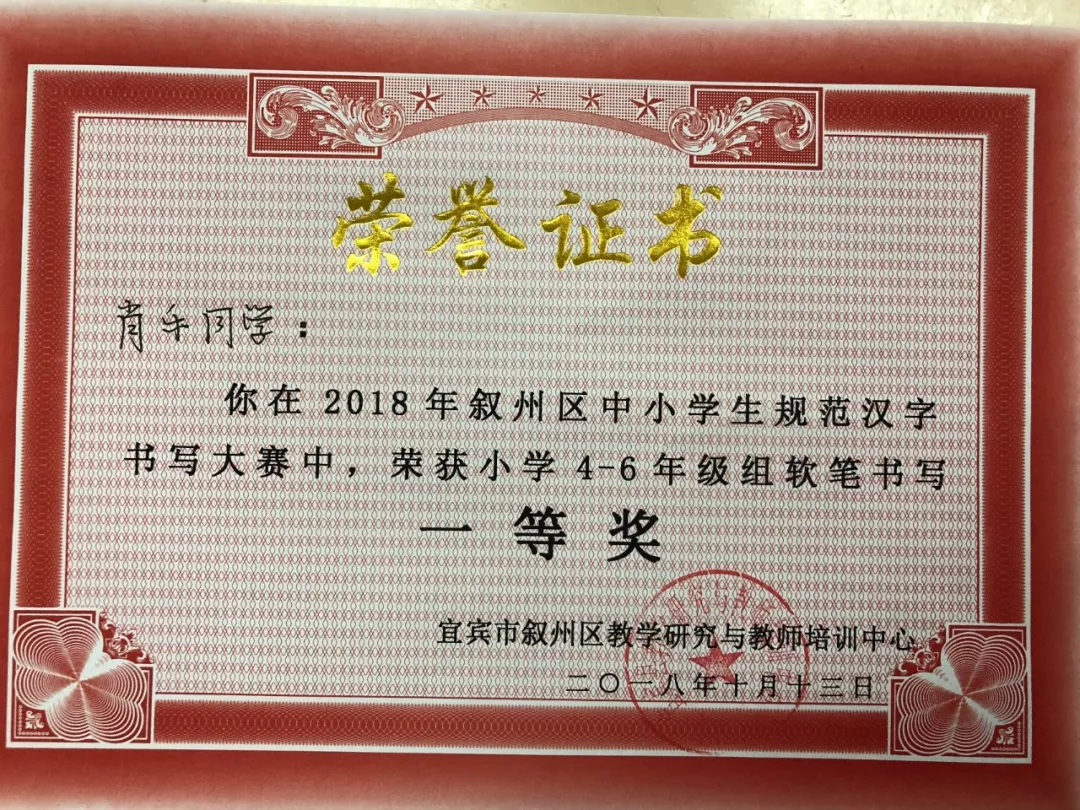 荣誉证书
肖千同学：
你在2018年叙州区中小学生规范汉字
书写大赛中，荣获小学4-6年级组软笔书写
一等奖
宜宾市叙州区教学研究与教师培训中心
二〇一八年十月十三日